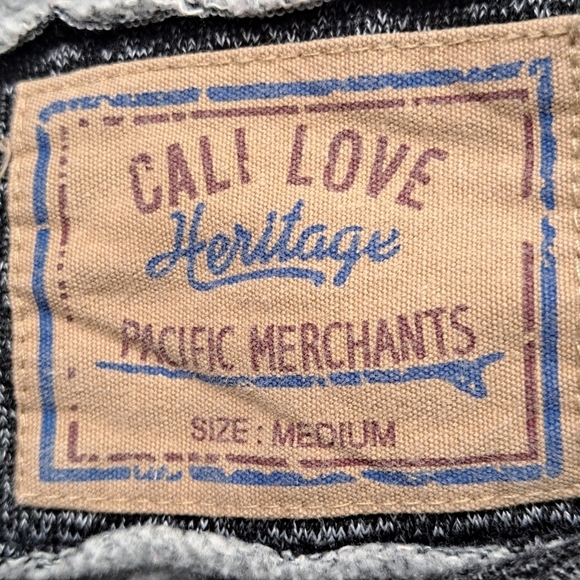 CALI LOVE
Heritage
PACIFIC MERCHANTS
SIZE: MEDIUM